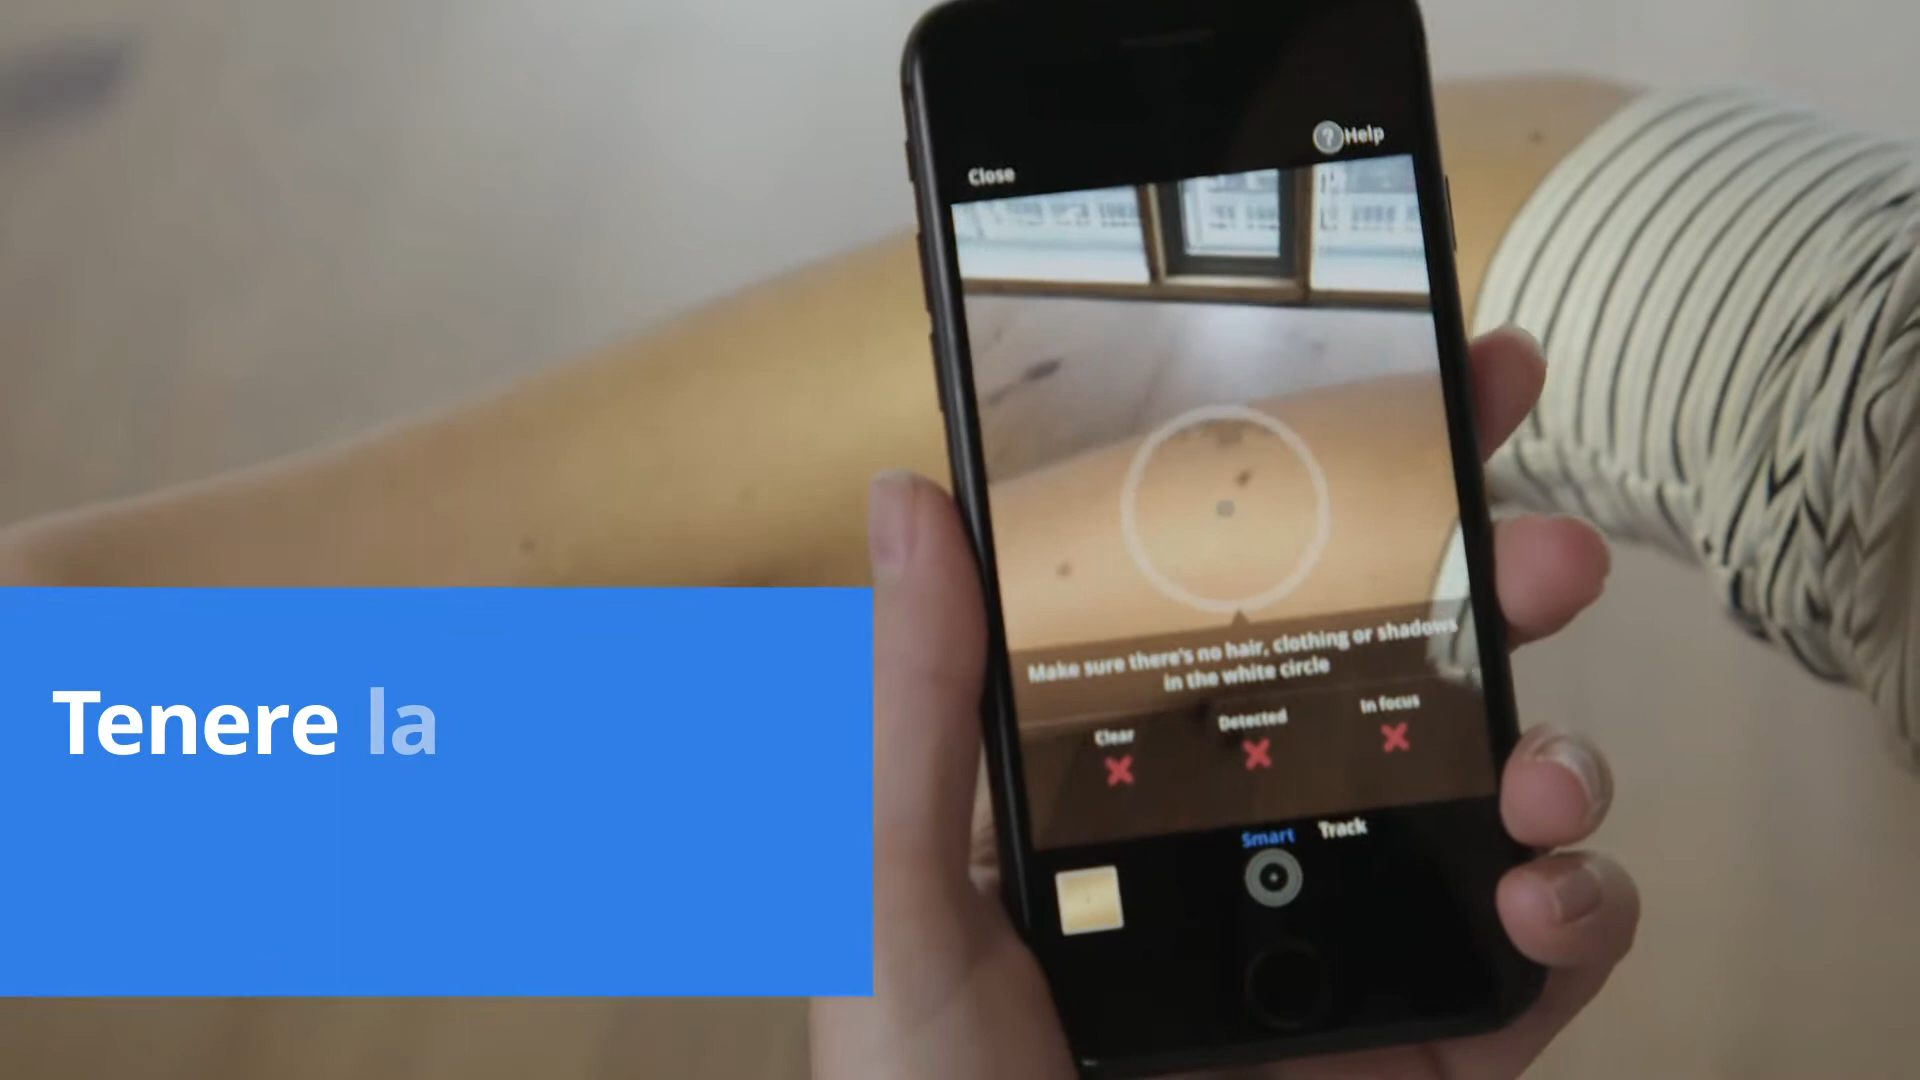 Help
Close
Make sure there's no hair, clothing or shadows
in the white circle
Clear
Detected
In focus
Smart
Track
Tenere la